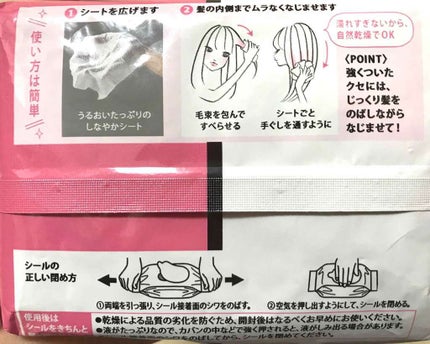 使い方は簡単
①シートを広げます
うるおいたっぷりの
しなやかシート
②髪の内側までムラなくなじませます
濡れすぎないから、
自然乾燥でOK
毛束を包んで
すべらせる
シートごと
手ぐしを通すように
〈POINT〉
強くついた
クセには、
じっくり髪を
のばしながら
なじませて！
シールの
正しい閉め方
①両端を引っ張り、シール接着面のシワをのばす。
②空気を押し出すようにして、シールを閉める。
使用後は
シールをきちんと
●乾燥による品質の劣化を防ぐため、開封後はなるべくお早めにお使いください。
●液がたっぷりなので、カバンの中などで強く押されると、液がしみ出る場合があります。
のばしてから、シールを閉めて